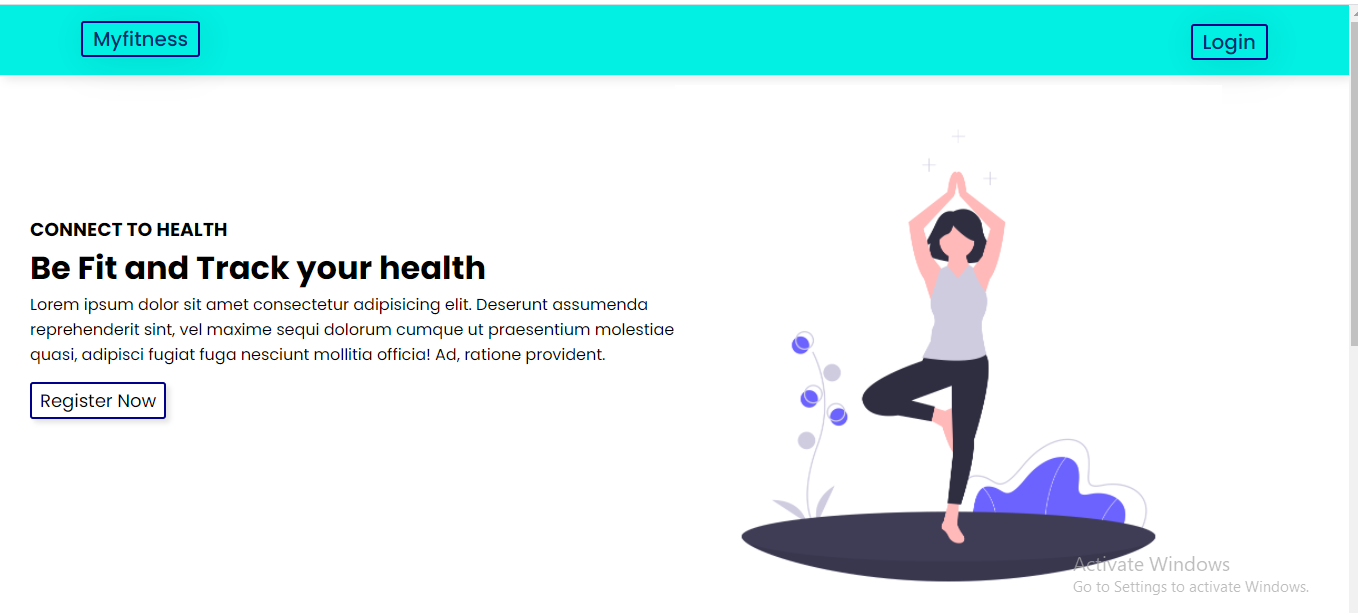 Myfitness
Login
CONNECT TO HEALTH
Be Fit and Track your health
Lorem ipsum dolor sit amet consectetur adipisicing elit. Deserunt assumenda
reprehenderit sint, vel maxime sequi dolorum cumque ut praesentium molestiae
quasi, adipisci fugiat fuga nesciunt mollitia officia! Ad, ratione provident.
Register Now
Activate Windows
Go to Settings to activate Windows.